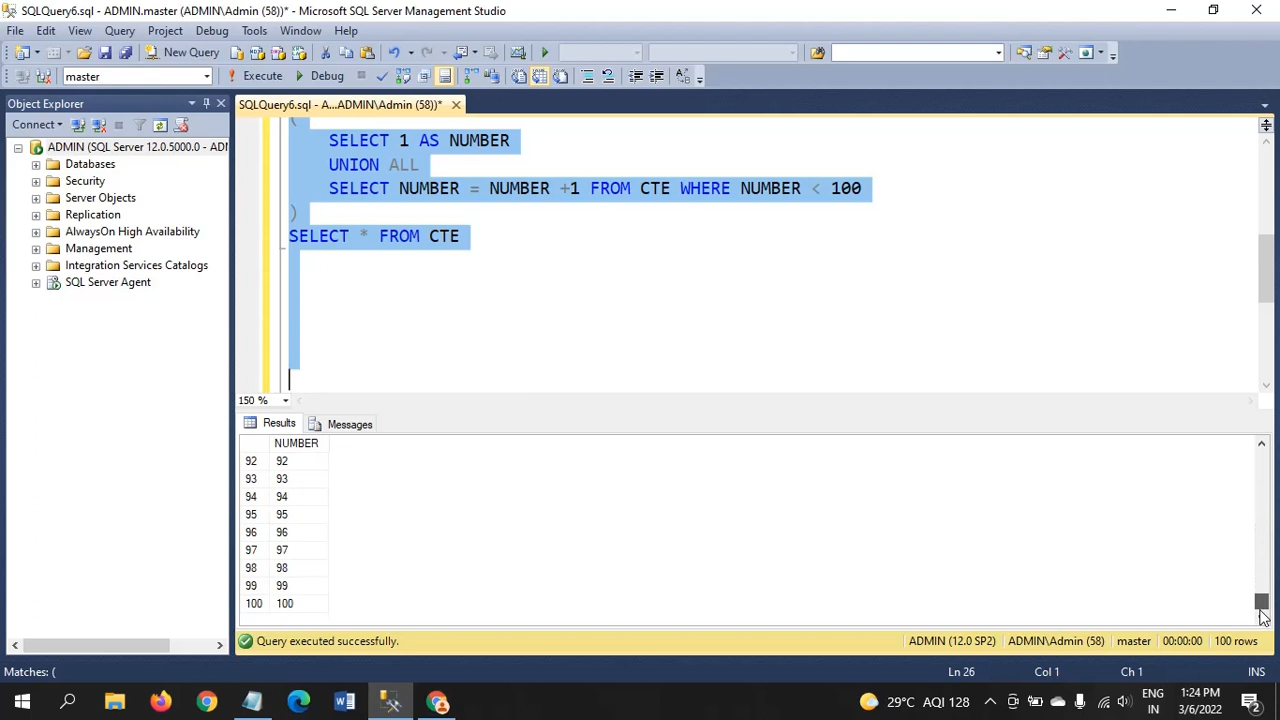 SQLQuery6.sql - ADMIN.master (ADMIN\Admin (58))* - Microsoft SQL Server Management Studio
File Edit View Query Project Debug Tools Window Help
New Query
master Execute Debug
Object Explorer
SQLQuery6.sql - A...ADMIN\Admin (58))*
Connect
ADMIN (SQL Server 12.0.5000.0 - ADM
Databases
Security
Server Objects
Replication
AlwaysOn High Availability
Management
Integration Services Catalogs
SQL Server Agent
(
SELECT 1 AS NUMBER
UNION ALL
SELECT NUMBER = NUMBER +1 FROM CTE WHERE NUMBER < 100
)
SELECT * FROM CTE
150 %
Results Messages
NUMBER
92 92
93 93
94 94
95 95
96 96
97 97
98 98
99 99
100 100
Query executed successfully. ADMIN (12.0 SP2) ADMIN\Admin (58) master 00:00:00 100 rows
Matches: ( Ln 26 Col 1 Ch 1 INS
29°C AQI 128
ENG
IN
1:24 PM
3/6/2022
2